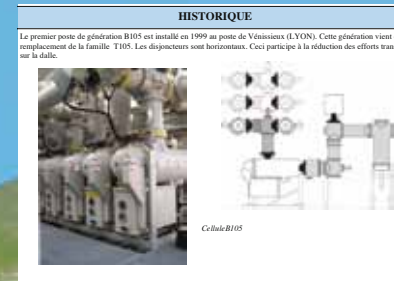 HISTORIQUE
Le premier poste de génération B105 est installé en 1999 au poste de Vénissieux (LYON). Cette génération vient
remplacement de la famille T105. Les disjoncteurs sont horizontaux. Ceci participe à la réduction des efforts tran
sur la dalle.
CelluleB105